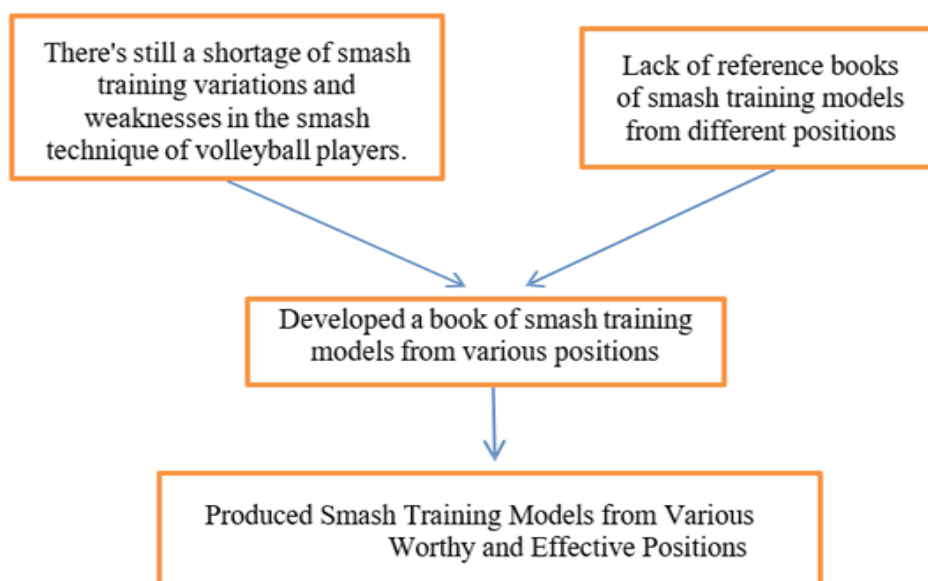 There's still a shortage of smash
training variations and
weaknesses in the smash
technique of volleyball players.
Lack of reference books
of smash training models
from different positions
Developed a book of smash training
models from various positions
Produced Smash Training Models from Various
Worthy and Effective Positions